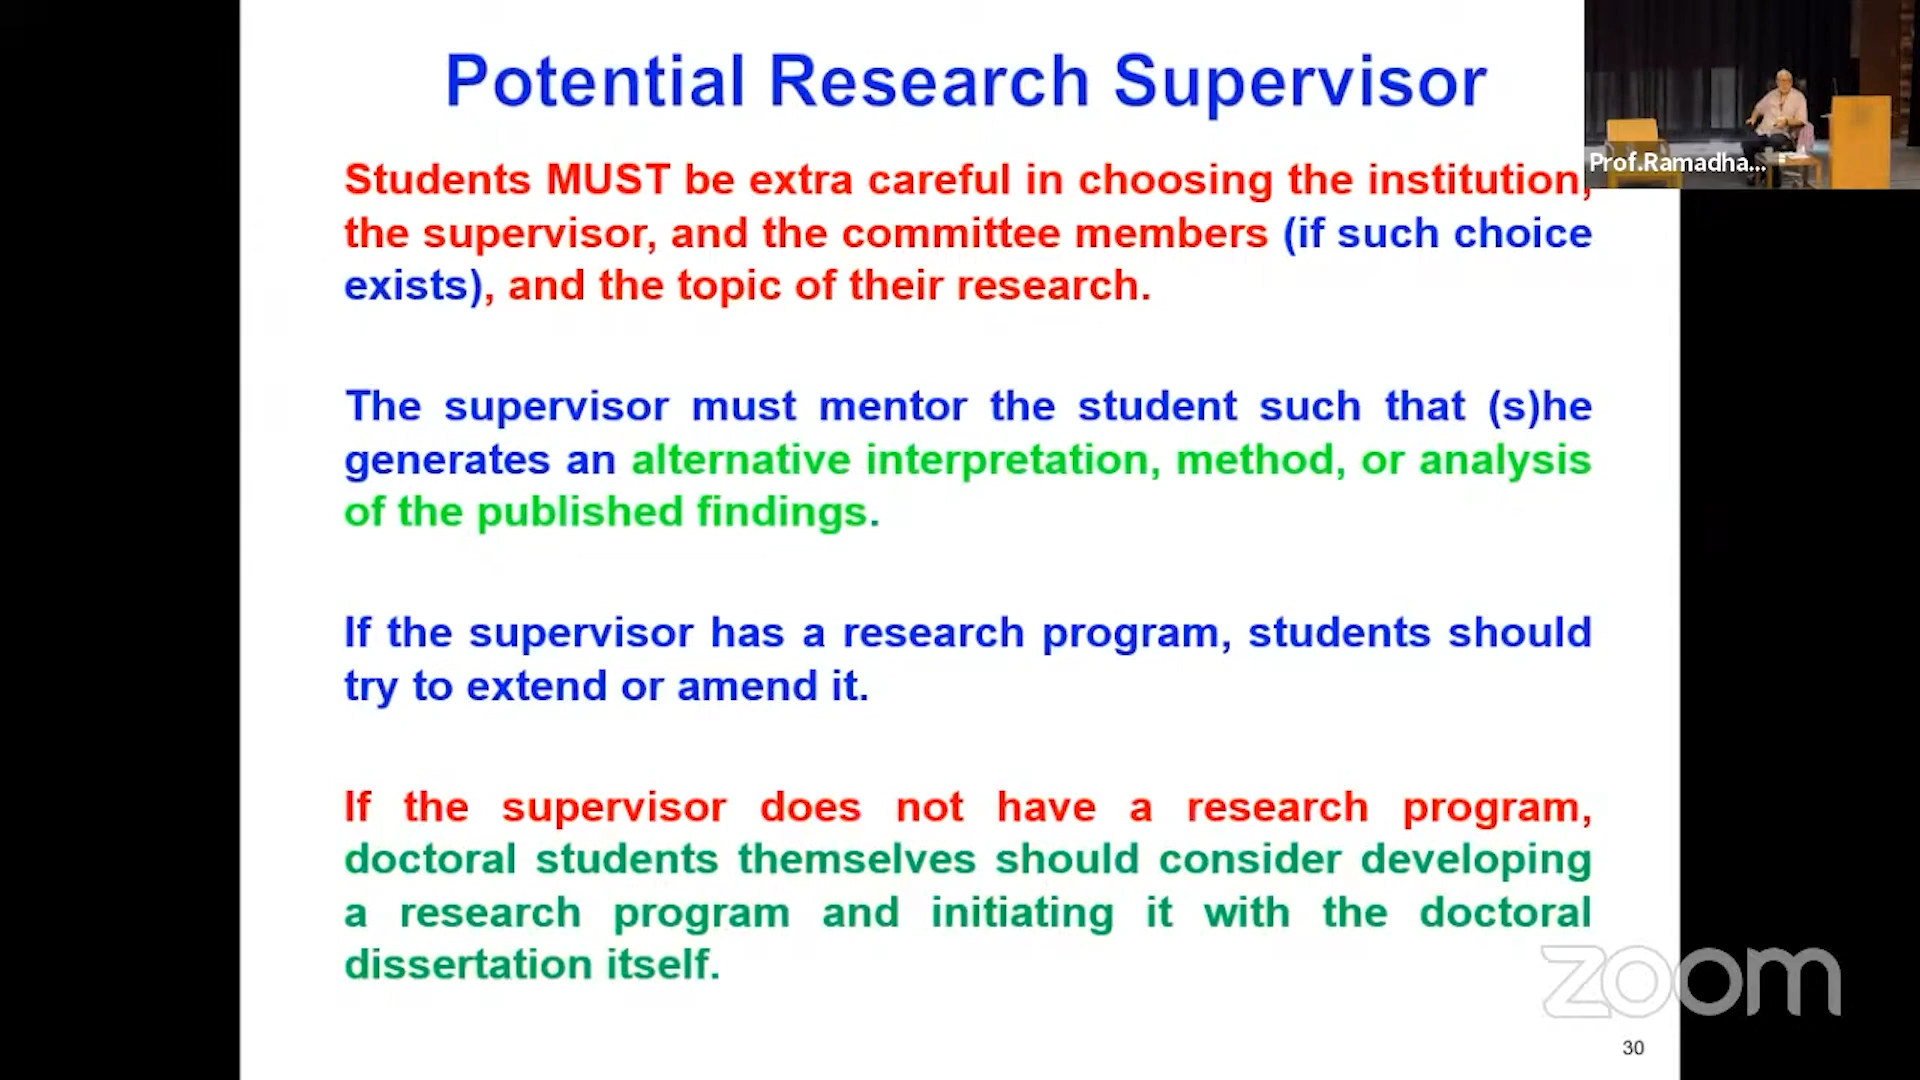 Potential Research Supervisor
Prof.Ramadha...
Students MUST be extra careful in choosing the institution,
the supervisor, and the committee members (if such choice
exists), and the topic of their research.
The supervisor must mentor the student such that (s)he
generates an alternative interpretation, method, or analysis
of the published findings.
If the supervisor has a research program, students should
try to extend or amend it.
If the supervisor does not have a research program,
doctoral students themselves should consider developing
a research program and initiating it with the doctoral
dissertation itself.
zoom
30